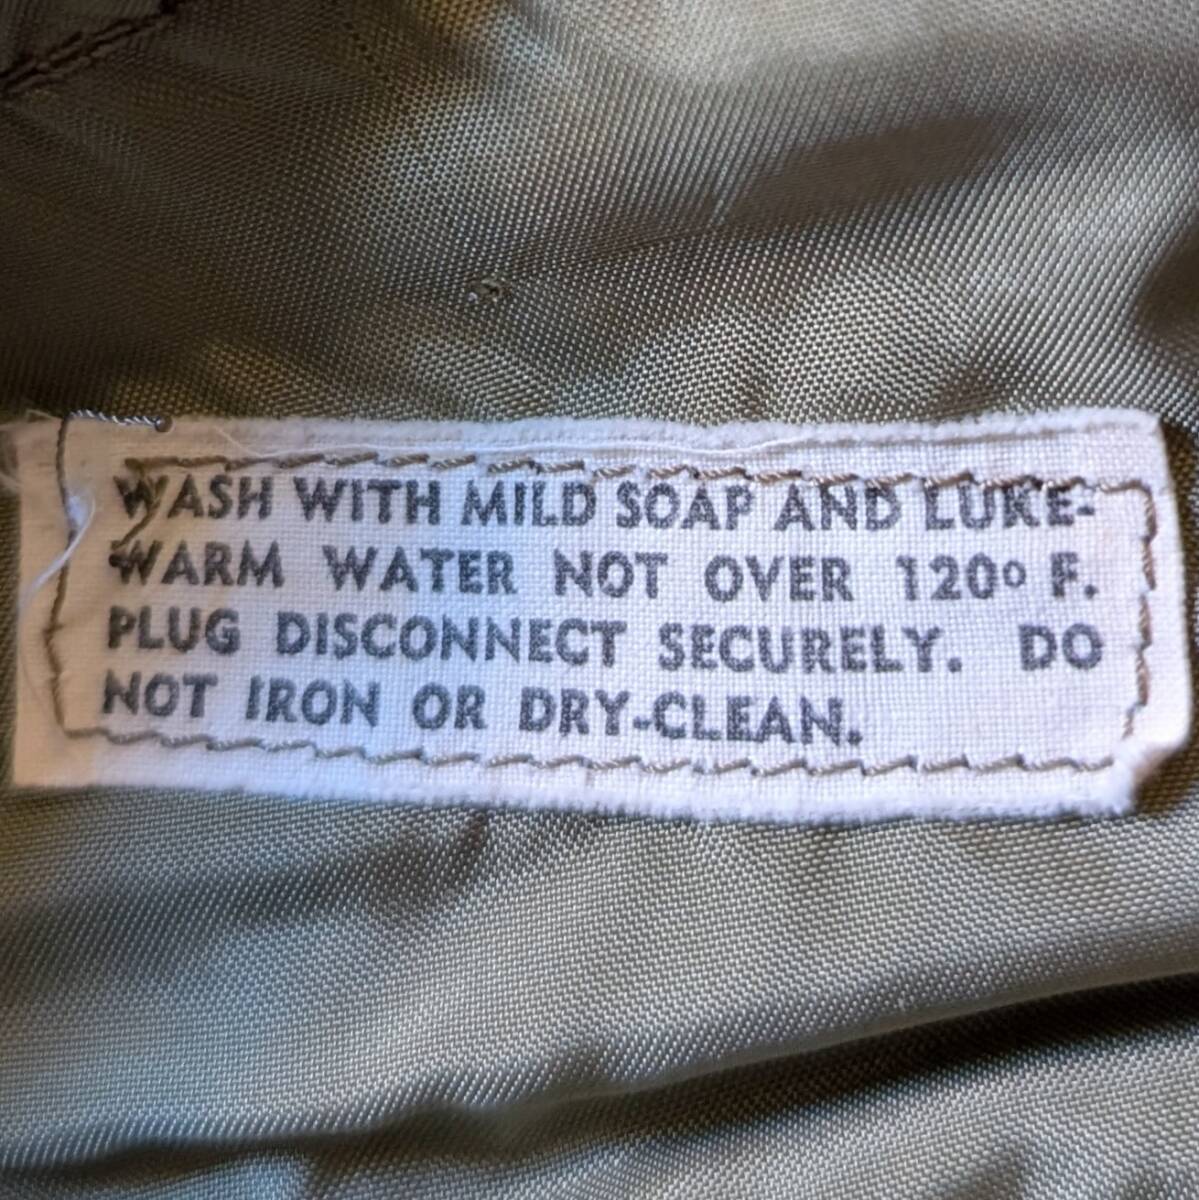 WASH WITH MILD SOAP AND LUKE-
WARM WATER NOT OVER 120º F.
PLUG DISCONNECT SECURELY. DO
NOT IRON OR DRY-CLEAN.